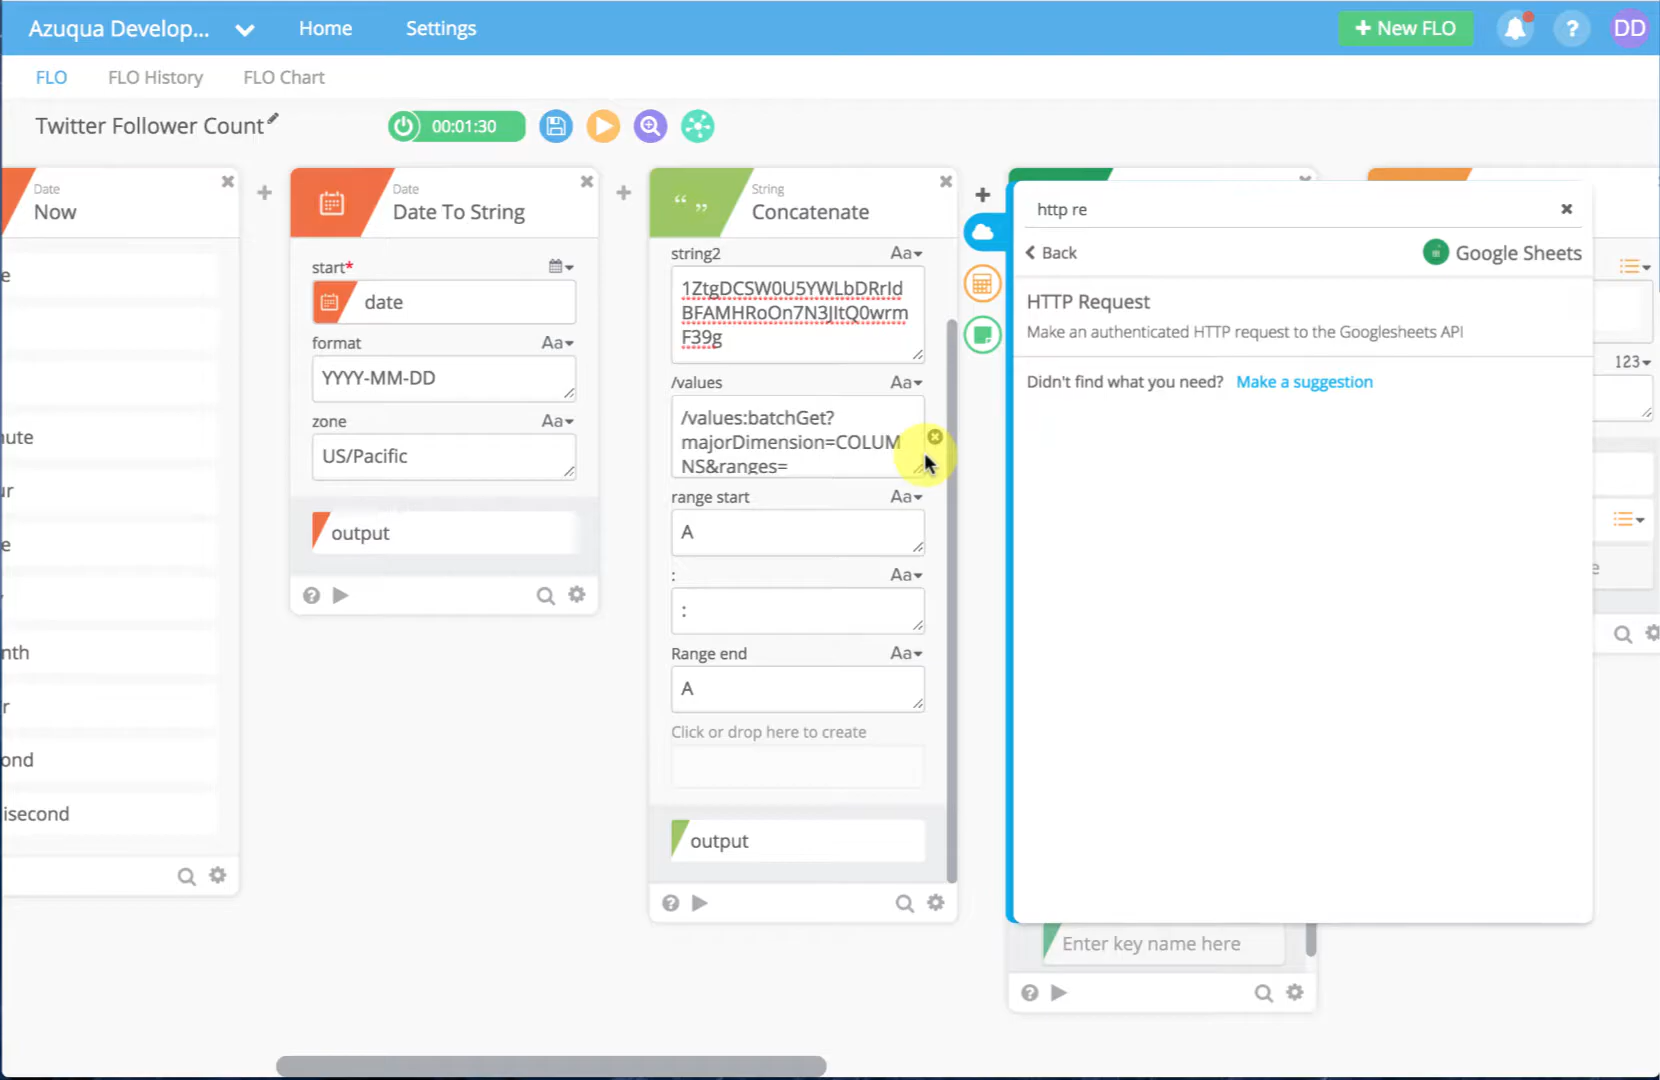 Azuqua Develop...
Home
Settings
+ New FLO
?
DD
FLO
FLO History
FLO Chart
Twitter Follower Count
00:01:30
Date
Now
e
nute
ur
e
nth
r
ond
isecond
Date
Date To String
start*
date
format
Aa
YYYY-MM-DD
zone
Aa
US/Pacific
output
String
Concatenate
string2
Aa
1ZtgDCSW0U5YWLbDRrId
BFAMHRoOn7N3JItQ0wrm
F39g
/values
Aa
/values:batchGet?
majorDimension=COLUM
NS&ranges=
range start
Aa
A
:
Aa
:
Range end
Aa
A
Click or drop here to create
output
http re
Back
Google Sheets
HTTP Request
Make an authenticated HTTP request to the Googlesheets API
Didn't find what you need? Make a suggestion
Enter key name here
123
e